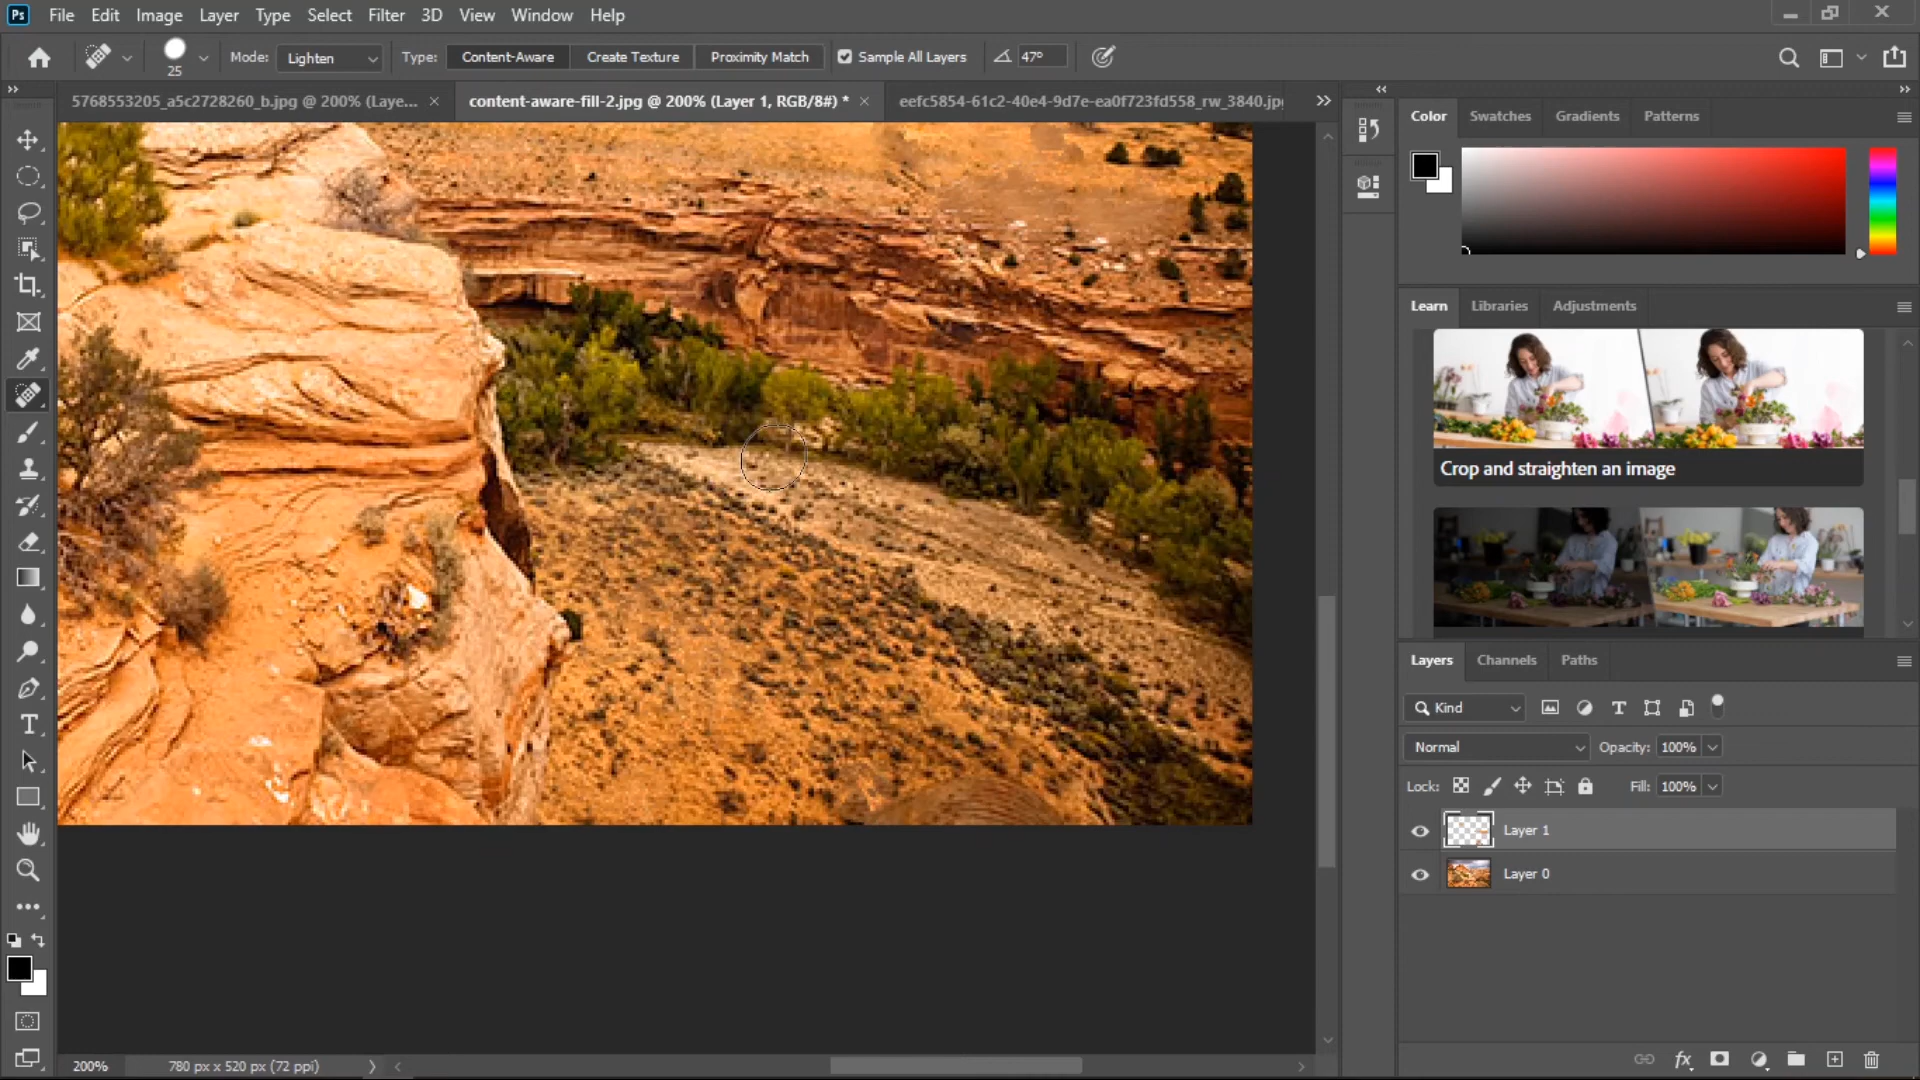 Ps File Edit Image Layer Type Select Filter 3D View Window Help
25 Mode: Lighten Type: Content-Aware Create Texture Proximity Match Sample All Layers 47°
5768553205_a5c2728260_b.jpg @ 200% (Laye... × content-aware-fill-2.jpg @ 200% (Layer 1, RGB/8#) * × eefc5854-61c2-40e4-9d7e-ea0f723fd558_rw_3840.jpg
Color Swatches Gradients Patterns
Learn Libraries Adjustments
Crop and straighten an image
Layers Channels Paths
Kind
Normal Opacity: 100%
Lock: Fill: 100%
Layer 1
Layer 0
200% 780 px x 520 px (72 ppi)